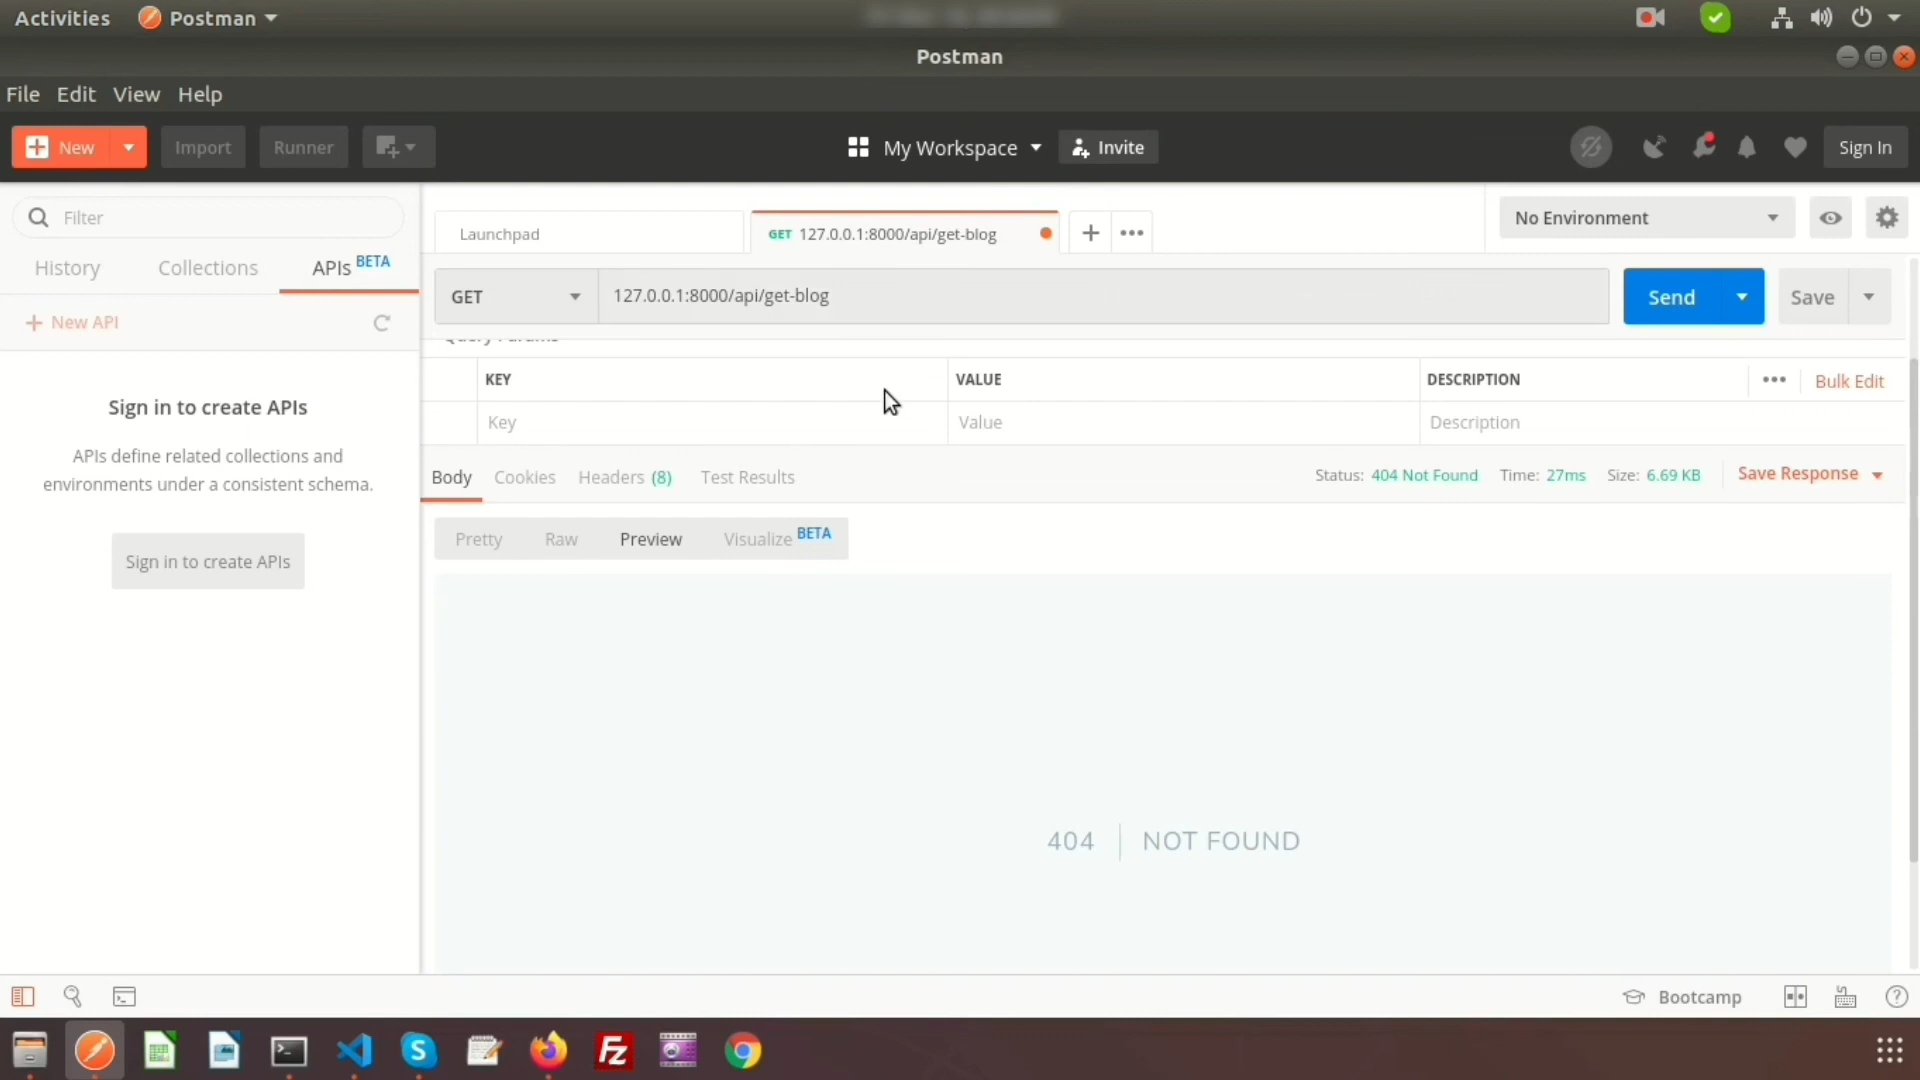 Activities Postman
Postman
File Edit View Help
New Import Runner My Workspace Invite Sign In
Filter
Launchpad GET 127.0.0.1:8000/api/get-blog No Environment
History Collections APIs BETA
GET 127.0.0.1:8000/api/get-blog Send Save
New API
Query Params
KEY VALUE DESCRIPTION Bulk Edit
Key Value Description
Sign in to create APIs
APIs define related collections and
environments under a consistent schema.
Sign in to create APIs
Body Cookies Headers (8) Test Results Status: 404 Not Found Time: 27ms Size: 6.69 KB Save Response
Pretty Raw Preview Visualize BETA
404 NOT FOUND
Bootcamp